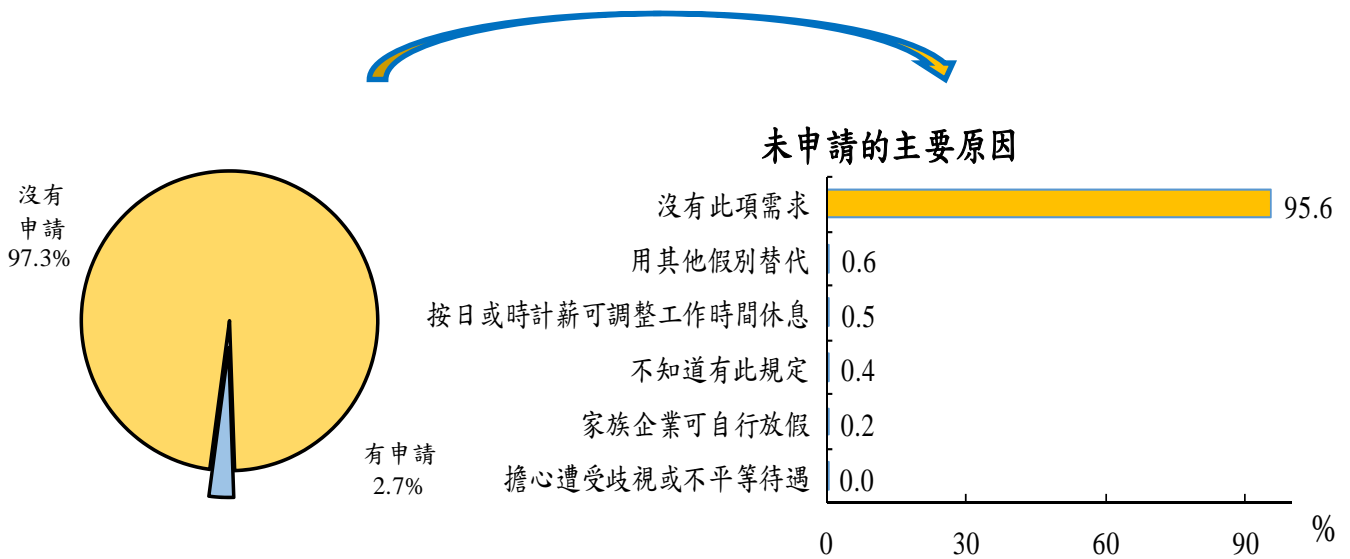 沒有
申請
97.3%
有申請
2.7%
未申請的主要原因
沒有此項需求 95.6
用其他假別替代 0.6
按日或時計薪可調整工作時間休息 0.5
不知道有此規定 0.4
家族企業可自行放假 0.2
擔心遭受歧視或不平等待遇 0.0
0 30 60 90 %